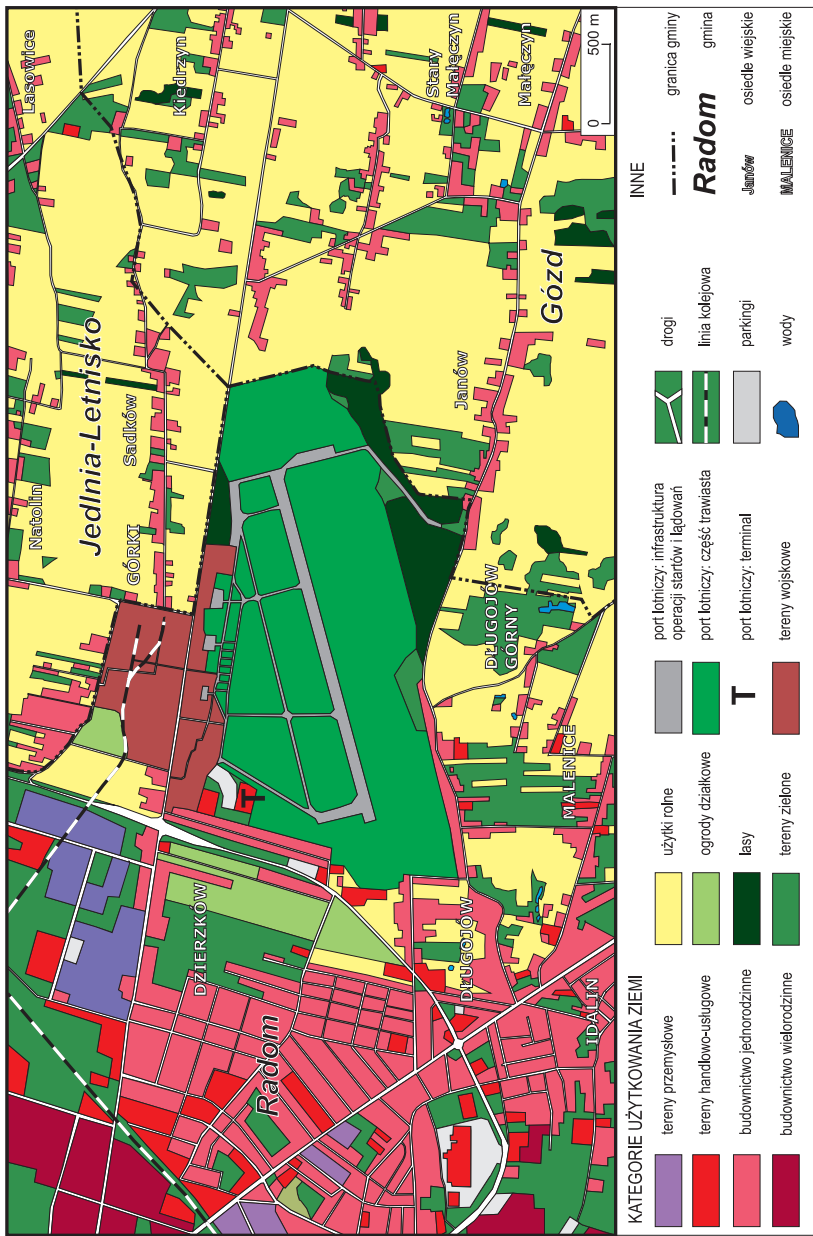 Lasowice
Kiedrzyn
Stary
Małęczyn
Małęczyn
0 500 m
Natolin
Jedlnia-Letnisko
Sadków
GÓRKI
Janów
Gózd
DŁUGOJÓW
GÓRNY
MALENICE
DZIERZKÓW
Radom
T
DŁUGOJÓW
IDALIN
KATEGORIE UŻYTKOWANIA ZIEMI
tereny przemysłowe
tereny handlowo-usługowe
budownictwo jednorodzinne
budownictwo wielorodzinne
użytki rolne
ogrody działkowe
lasy
tereny zielone
port lotniczy: infrastruktura
operacji startów i lądowań
port lotniczy: część trawiasta
T port lotniczy: terminal
tereny wojskowe
drogi
linia kolejowa
parkingi
wody
INNE
granica gminy
Radom gmina
Janów osiedle wiejskie
MALENICE osiedle miejskie